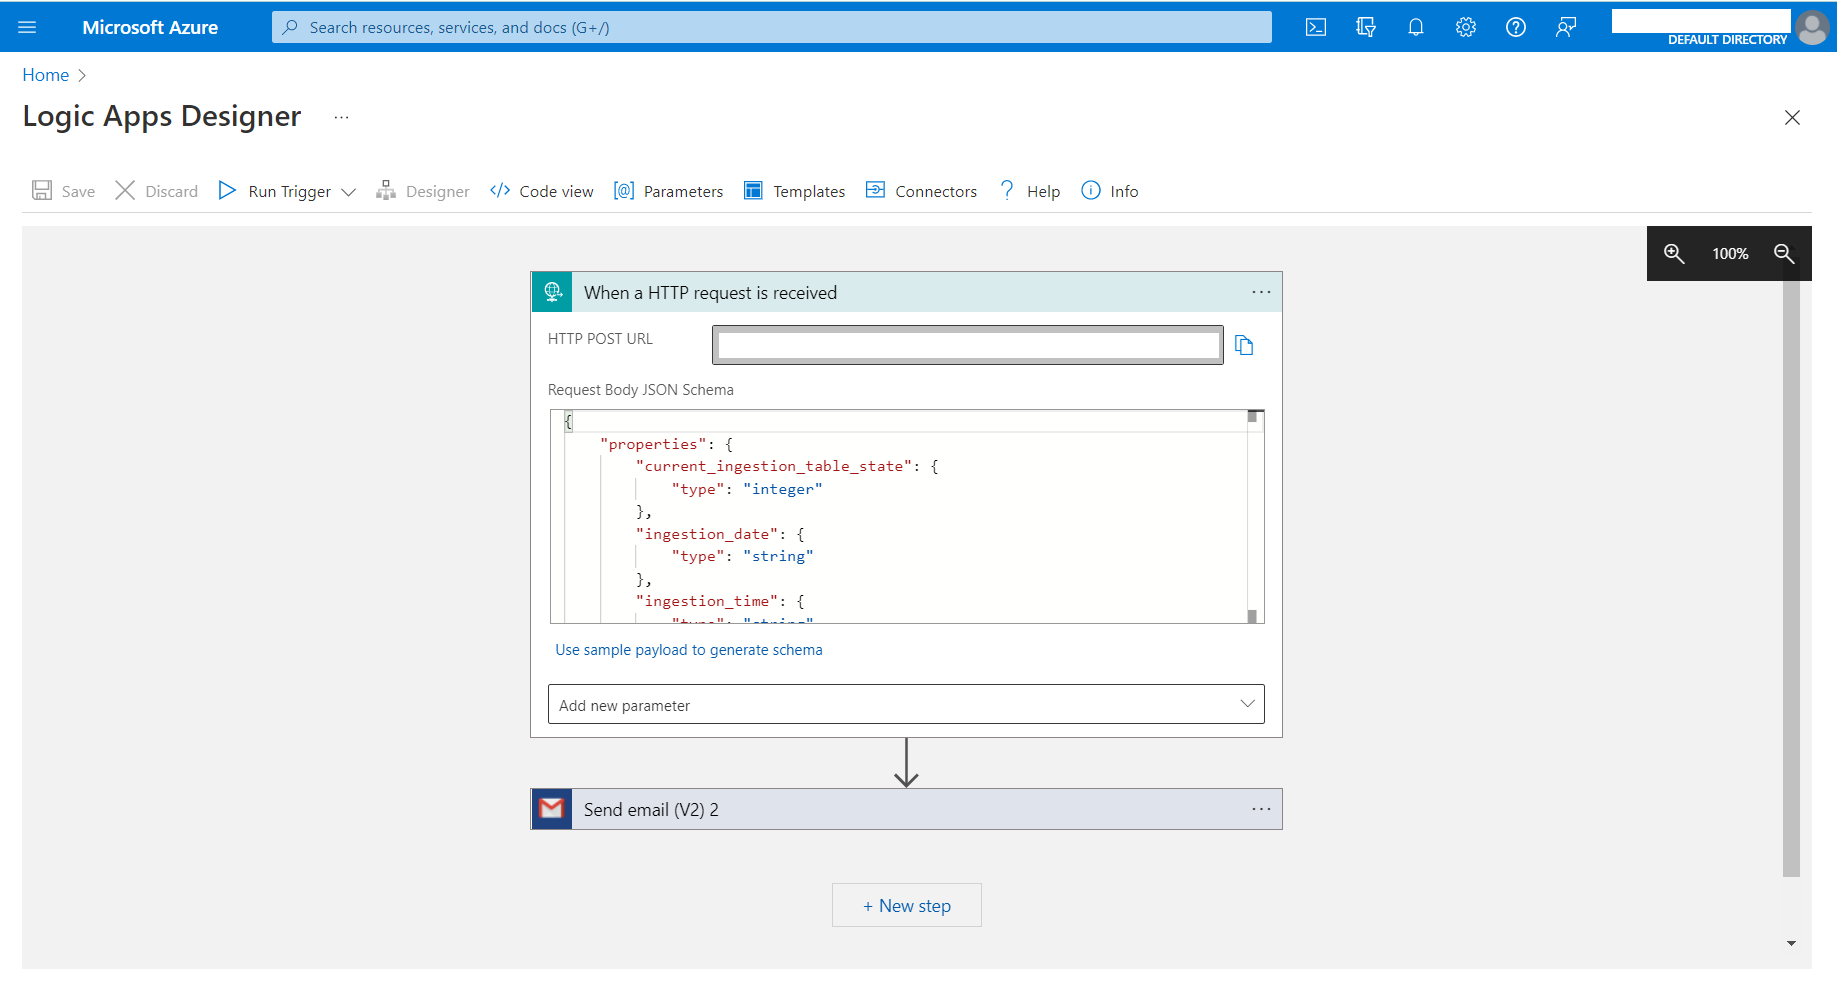 Microsoft Azure
Search resources, services, and docs (G+/)
DEFAULT DIRECTORY
Home
Logic Apps Designer ...
Save Discard Run Trigger Designer </> Code view [@] Parameters Templates Connectors ? Help Info
100%
When a HTTP request is received
HTTP POST URL
Request Body JSON Schema
{
"properties": {
"current_ingestion_table_state": {
"type": "integer"
},
"ingestion_date": {
"type": "string"
},
"ingestion_time": {
"type": "string"
Use sample payload to generate schema
Add new parameter
Send email (V2) 2
+ New step